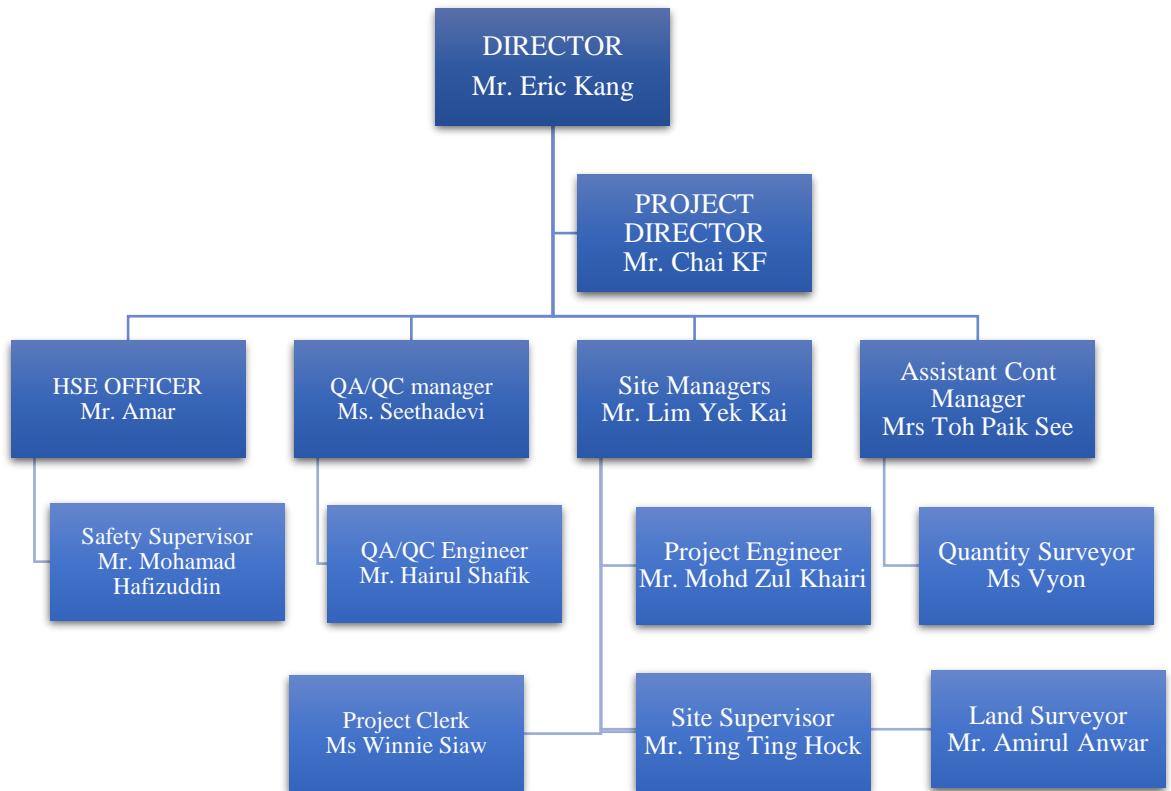 DIRECTOR
Mr. Eric Kang
PROJECT
DIRECTOR
Mr. Chai KF
HSE OFFICER
Mr. Amar
QA/QC manager
Ms. Seethadevi
Site Managers
Mr. Lim Yek Kai
Assistant Cont
Manager
Mrs Toh Paik See
Safety Supervisor
Mr. Mohamad
Hafizuddin
QA/QC Engineer
Mr. Hairul Shafik
Project Engineer
Mr. Mohd Zul Khairi
Quantity Surveyor
Ms Vyon
Project Clerk
Ms Winnie Siaw
Site Supervisor
Mr. Ting Ting Hock
Land Surveyor
Mr. Amirul Anwar